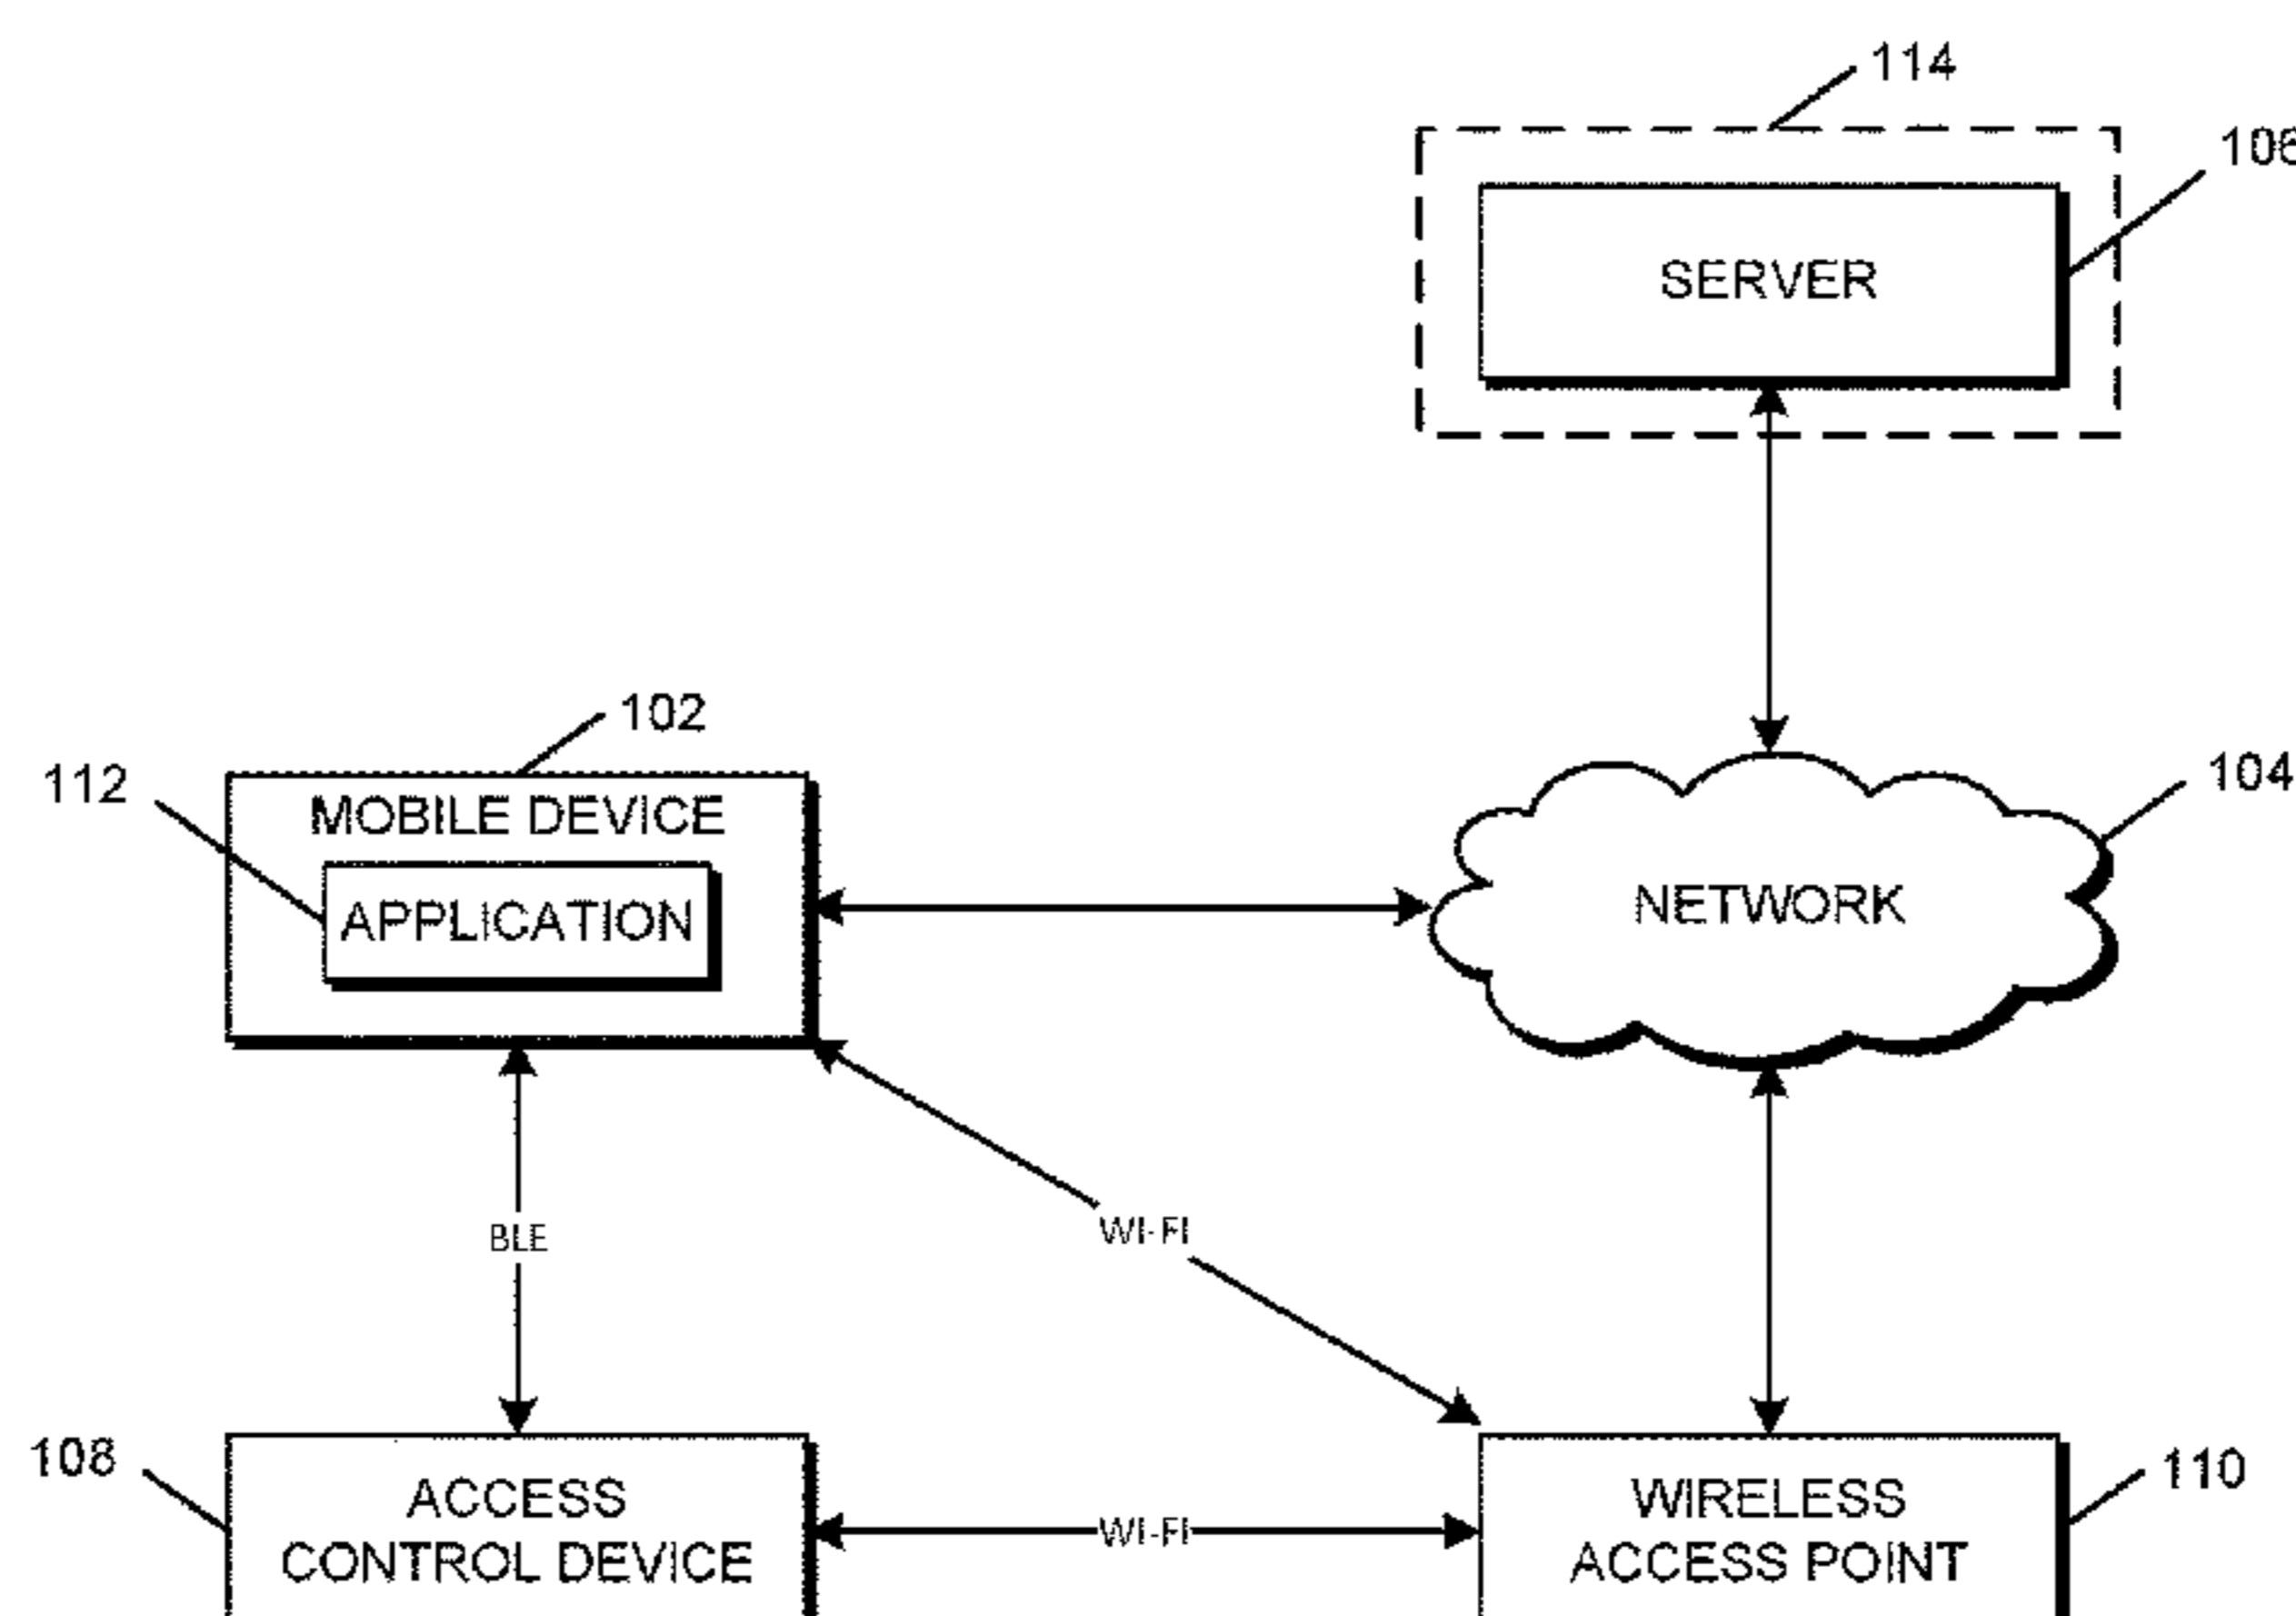 114
SERVER
102
112
MOBILE DEVICE
104
APPLICATION
NETWORK
BLE
WI-FI
108
ACCESS
CONTROL DEVICE
WI-FI
WIRELESS
ACCESS POINT
110